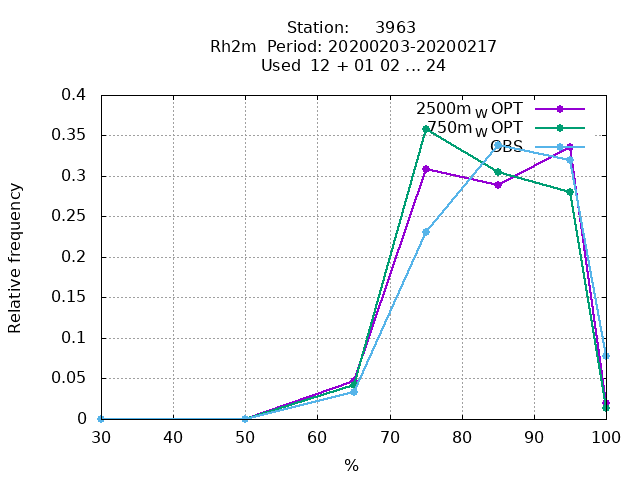 Station: 3963
Rh2m Period: 20200203-20200217
Used 12 + 01 02 ... 24
2500m W OPT
750m W OPT
OBS
Relative frequency
0.4
0.35
0.3
0.25
0.2
0.15
0.1
0.05
0
30 40 50 60 70 80 90 100
%